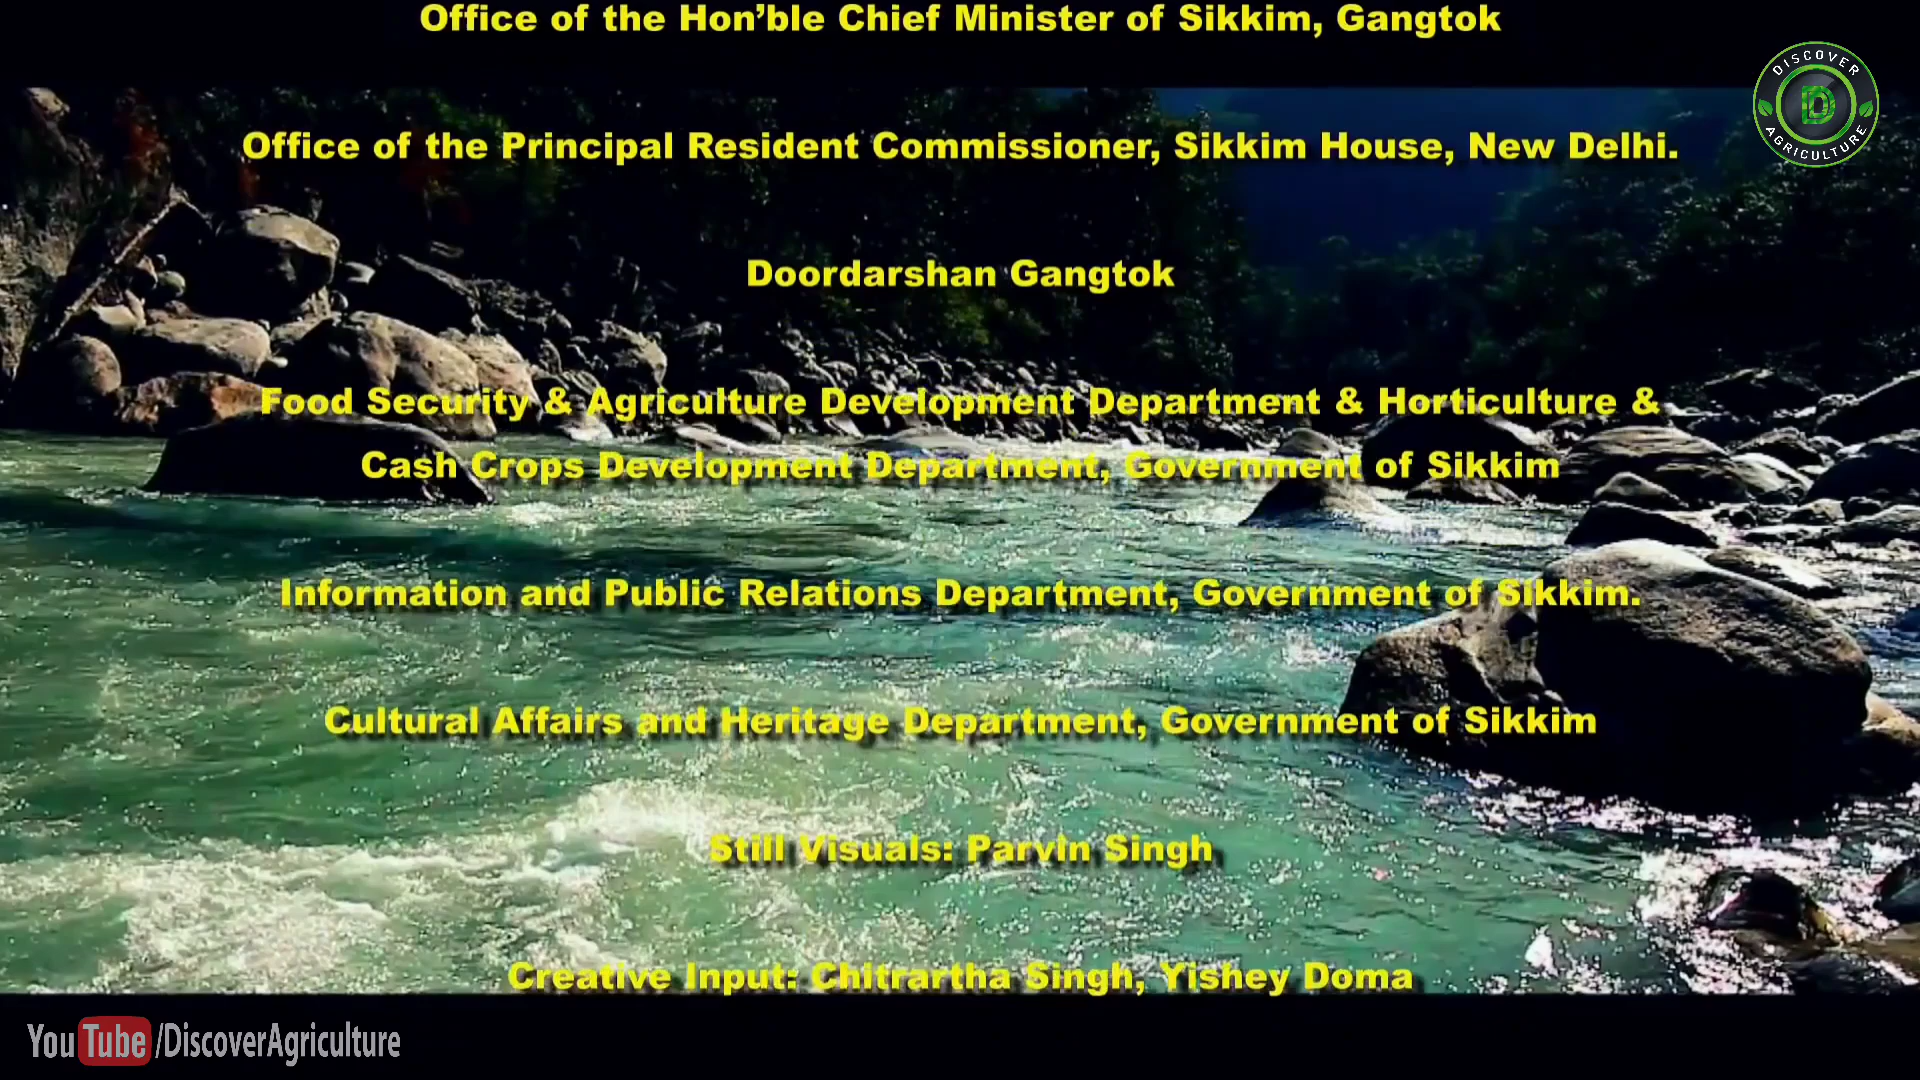 Office of the Hon’ble Chief Minister of Sikkim, Gangtok
DISCOVER
D
AGRICULTURE
Office of the Principal Resident Commissioner, Sikkim House, New Delhi.
Doordarshan Gangtok
Food Security & Agriculture Development Department & Horticulture &
Cash Crops Development Department, Government of Sikkim
Information and Public Relations Department, Government of Sikkim.
Cultural Affairs and Heritage Department, Government of Sikkim
Still Visuals: Parvin Singh
Creative Input: Chitrartha Singh, Yishey Doma
YouTube/DiscoverAgriculture